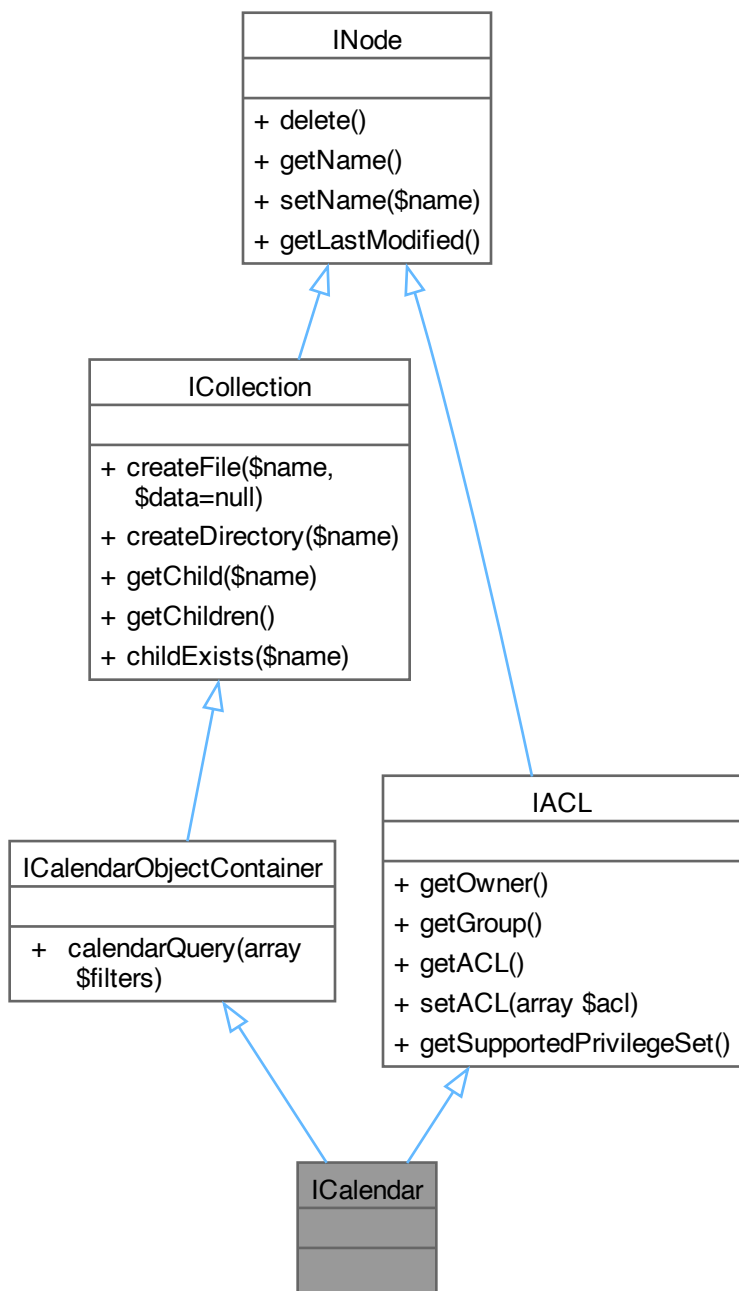 INode
+ delete()
+ getName()
+ setName($name)
+ getLastModified()
ICollection
+ createFile($name,
$data=null)
+ createDirectory($name)
+ getChild($name)
+ getChildren()
+ childExists($name)
IACL
+ getOwner()
+ getGroup()
+ getACL()
+ setACL(array $acl)
+ getSupportedPrivilegeSet()
ICalendarObjectContainer
+ calendarQuery(array
$filters)
ICalendar